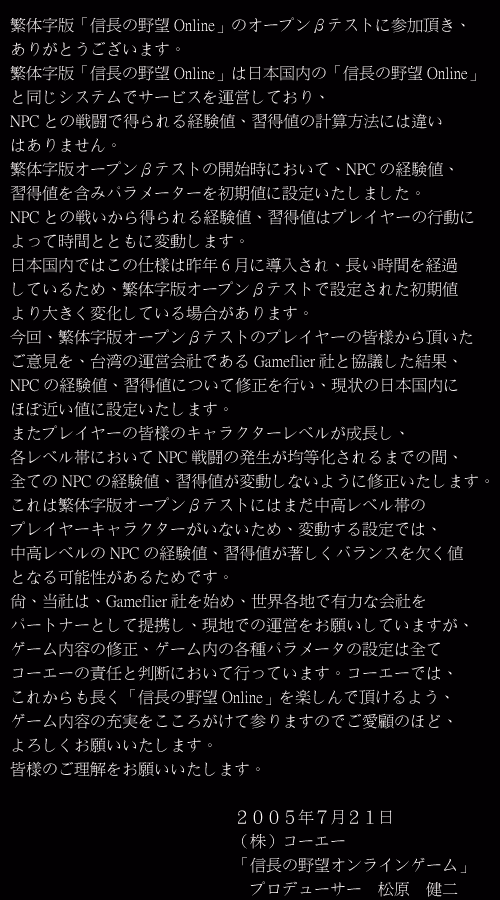 繁体字版「信長の野望 Online」のオープンβテストに参加頂き、
ありがとうございます。
繁体字版「信長の野望 Online」は日本国内の「信長の野望 Online」
と同じシステムでサービスを運営しており、
NPC との戦闘で得られる経験値、習得値の計算方法には違い
はありません。
繁体字版オープンβテストの開始時において、NPC の経験値、
習得値を含みパラメーターを初期値に設定いたしました。
NPC との戦いから得られる経験値、習得値はプレイヤーの行動に
よって時間とともに変動します。
日本国内ではこの仕様は昨年 6 月に導入され、長い時間を経過
しているため、繁体字版オープンβテストで設定された初期値
より大きく変化している場合があります。
今回、繁体字版オープンβテストのプレイヤーの皆様から頂いた
ご意見を、台湾の運営会社である Gameflier 社と協議した結果、
NPC の経験値、習得値について修正を行い、現状の日本国内に
ほぼ近い値に設定いたします。
またプレイヤーの皆様のキャラクターレベルが成長し、
各レベル帯において NPC 戦闘の発生が均等化されるまでの間、
全ての NPC の経験値、習得値が変動しないように修正いたします。
これは繁体字版オープンβテストにはまだ中高レベル帯の
プレイヤーキャラクターがいないため、変動する設定では、
中高レベルの NPC の経験値、習得値が著しくバランスを欠く値
となる可能性があるためです。
尚、当社は、Gameflier 社を始め、世界各地で有力な会社を
パートナーとして提携し、現地での運営をお願いしていますが、
ゲーム内容の修正、ゲーム内の各種パラメータの設定は全て
コーエーの責任と判断において行っています。コーエーでは、
これからも長く「信長の野望 Online」を楽しんで頂けるよう、
ゲーム内容の充実をこころがけて参りますのでご愛顧のほど、
よろしくお願いいたします。
皆様のご理解をお願いいたします。
２００５年７月２１日
（株）コーエー
「信長の野望オンラインゲーム」
プロデューサー　松原　健二